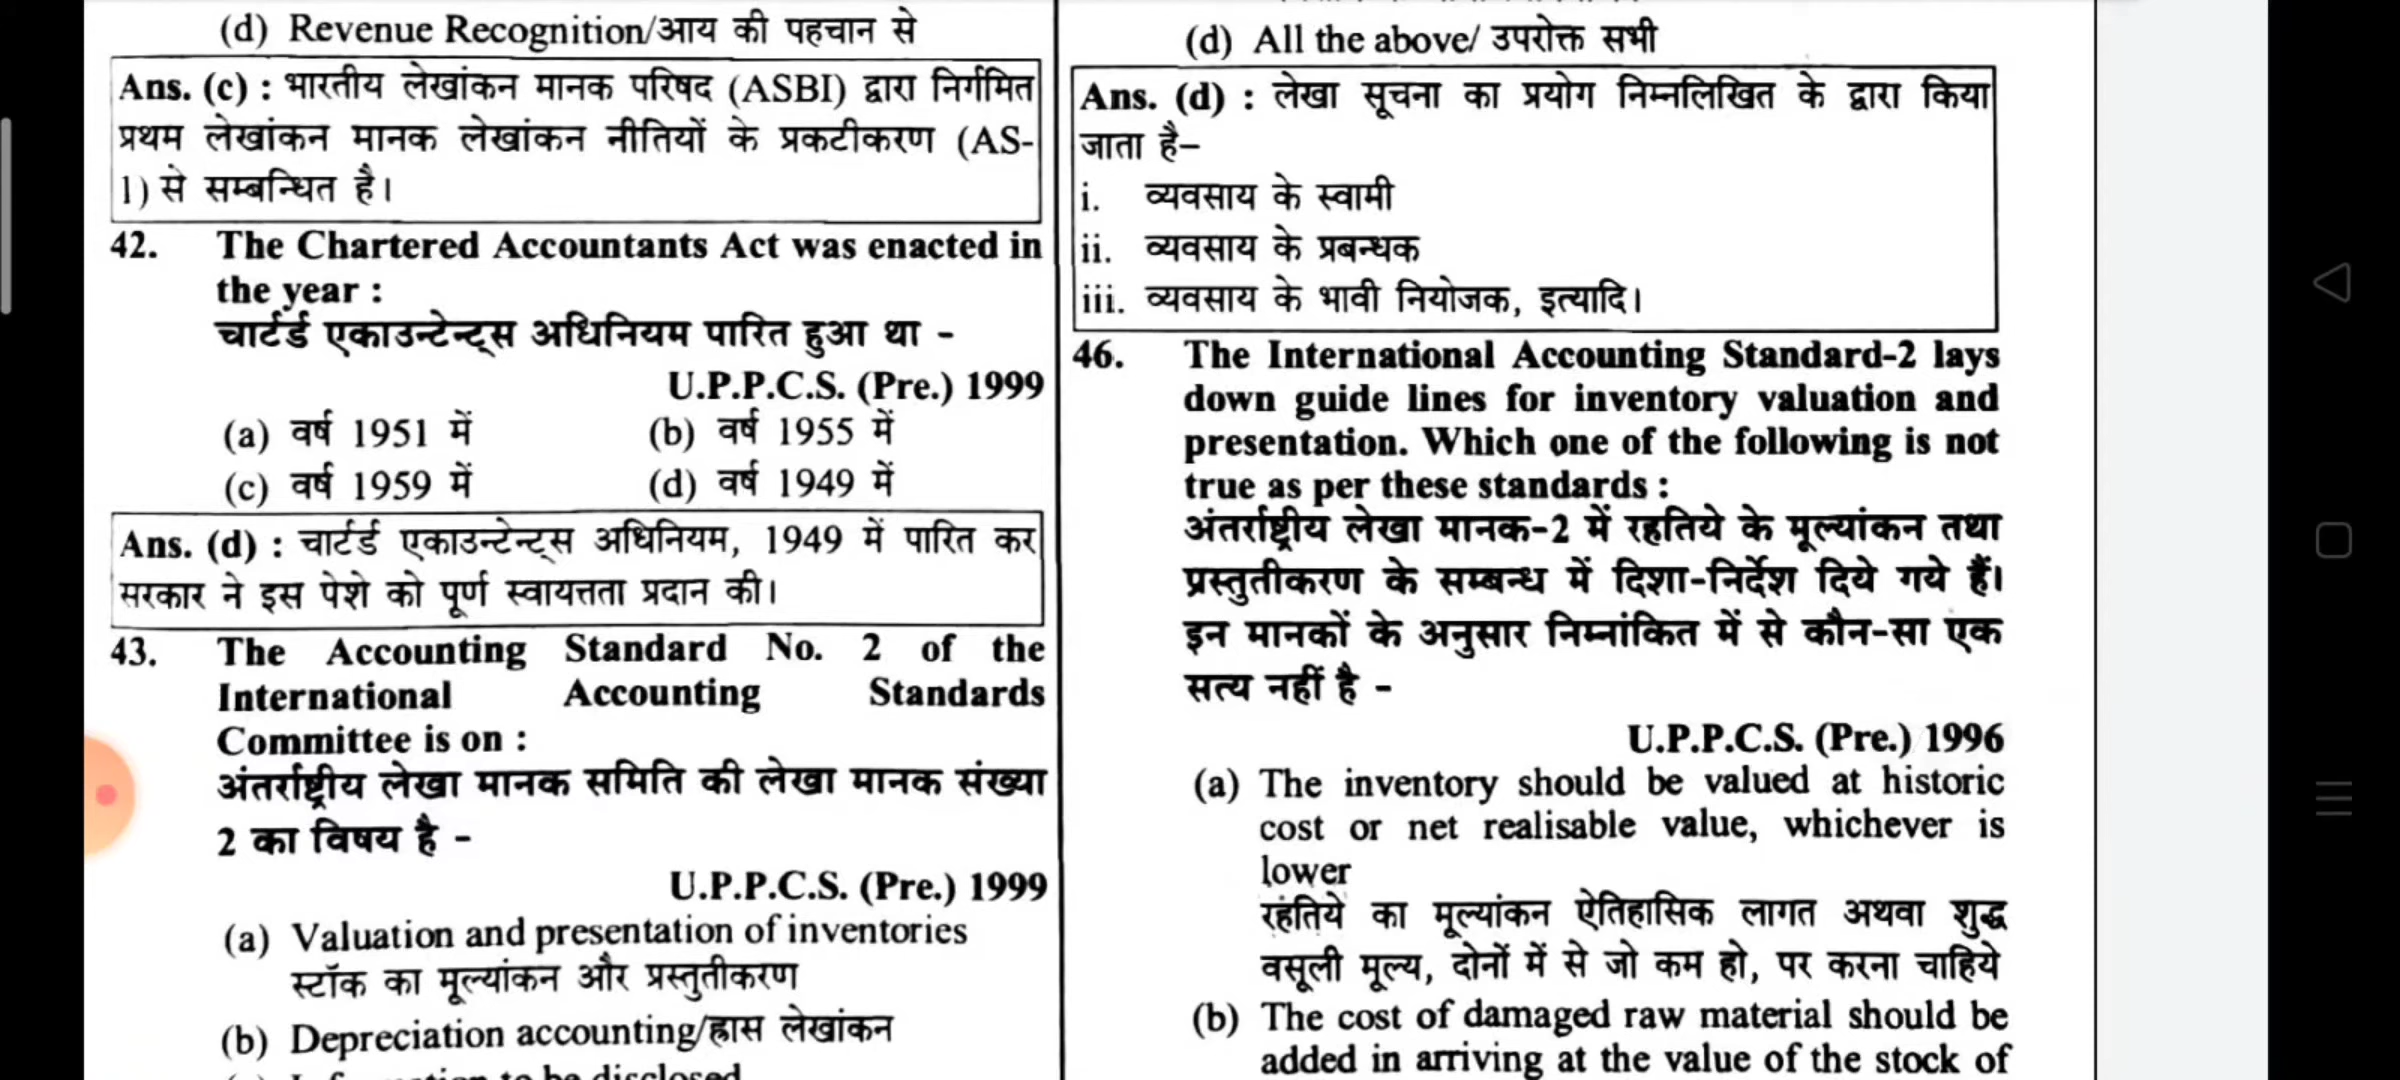 (d) Revenue Recognition/आय की पहचान से
Ans. (c) : भारतीय लेखांकन मानक परिषद (ASBI) द्वारा निर्गमित
प्रथम लेखांकन मानक लेखांकन नीतियों के प्रकटीकरण (AS-
1) से सम्बन्धित है।
42. The Chartered Accountants Act was enacted in
the year :
चार्टर्ड एकाउन्टेन्ट्स अधिनियम पारित हुआ था -
U.P.P.C.S. (Pre.) 1999
(a) वर्ष 1951 में (b) वर्ष 1955 में
(c) वर्ष 1959 में (d) वर्ष 1949 में
Ans. (d) : चार्टर्ड एकाउन्टेन्ट्स अधिनियम, 1949 में पारित कर
सरकार ने इस पेशे को पूर्ण स्वायत्तता प्रदान की।
43. The Accounting Standard No. 2 of the
International Accounting Standards
Committee is on :
अंतर्राष्ट्रीय लेखा मानक समिति की लेखा मानक संख्या
2 का विषय है -
U.P.P.C.S. (Pre.) 1999
(a) Valuation and presentation of inventories
स्टॉक का मूल्यांकन और प्रस्तुतीकरण
(b) Depreciation accounting/ह्रास लेखांकन
to be disclosed
(d) All the above/ उपरोक्त सभी
Ans. (d) : लेखा सूचना का प्रयोग निम्नलिखित के द्वारा किया
जाता है–
i. व्यवसाय के स्वामी
ii. व्यवसाय के प्रबन्धक
iii. व्यवसाय के भावी नियोजक, इत्यादि।
46. The International Accounting Standard-2 lays
down guide lines for inventory valuation and
presentation. Which one of the following is not
true as per these standards :
अंतर्राष्ट्रीय लेखा मानक-2 में रहतिये के मूल्यांकन तथा
प्रस्तुतीकरण के सम्बन्ध में दिशा-निर्देश दिये गये हैं।
इन मानकों के अनुसार निम्नांकित में से कौन-सा एक
सत्य नहीं है -
U.P.P.C.S. (Pre.) 1996
(a) The inventory should be valued at historic
cost or net realisable value, whichever is
lower
रहतिये का मूल्यांकन ऐतिहासिक लागत अथवा शुद्ध
वसूली मूल्य, दोनों में से जो कम हो, पर करना चाहिये
(b) The cost of damaged raw material should be
added in arriving at the value of the stock of